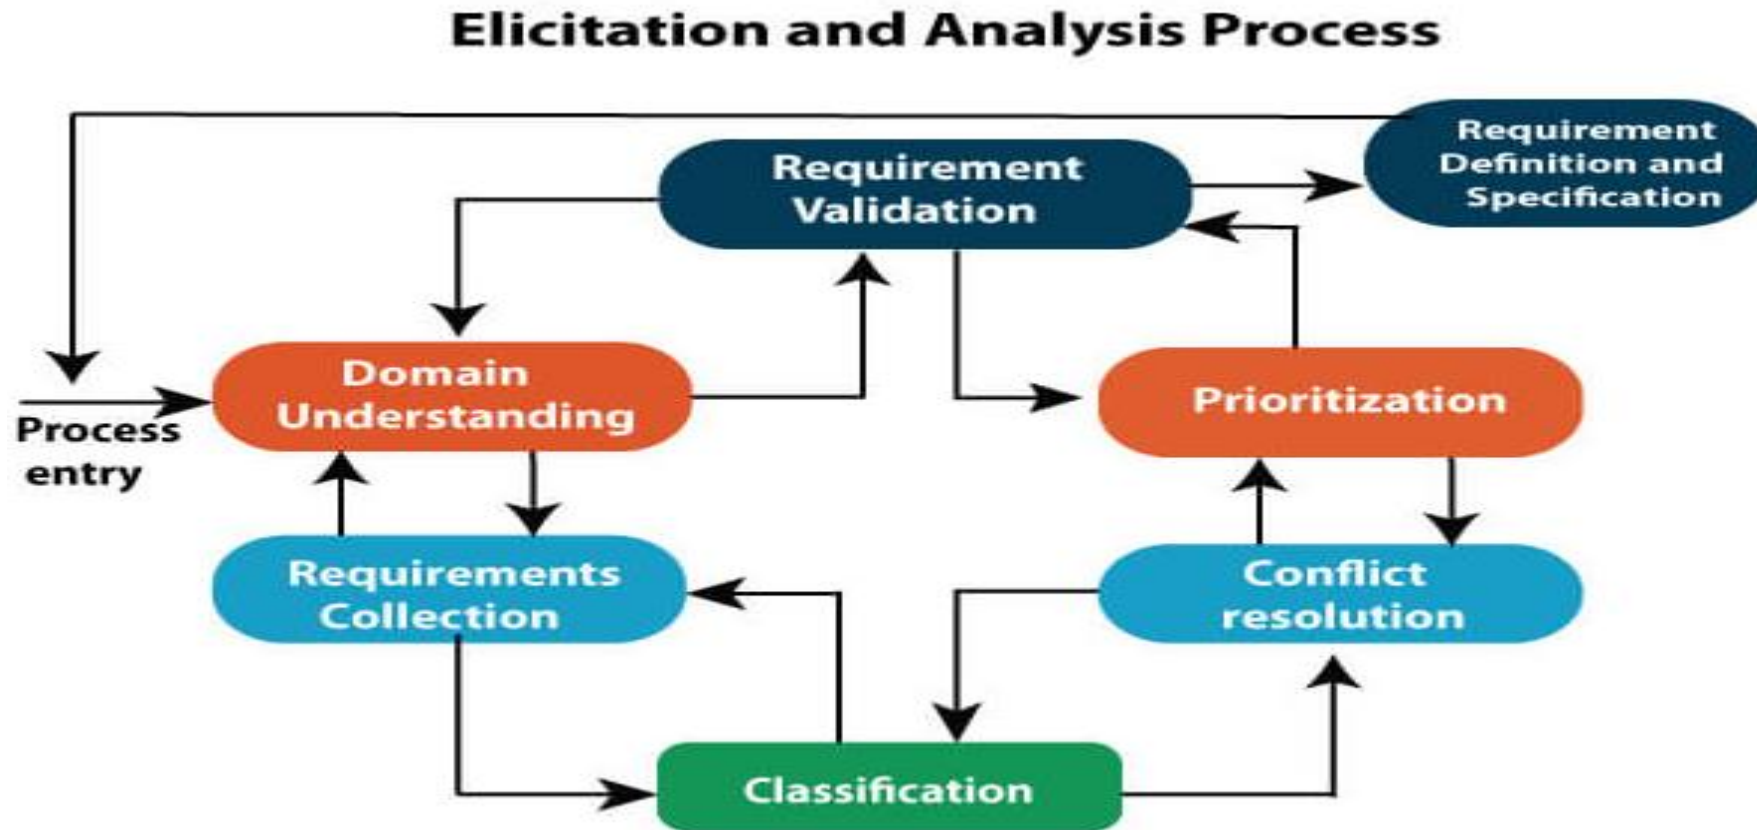 Elicitation and Analysis Process
Requirement
Definition and
Specification
Requirement
Validation
Domain
Understanding
Prioritization
Process
entry
Requirements
Collection
Conflict
resolution
Classification